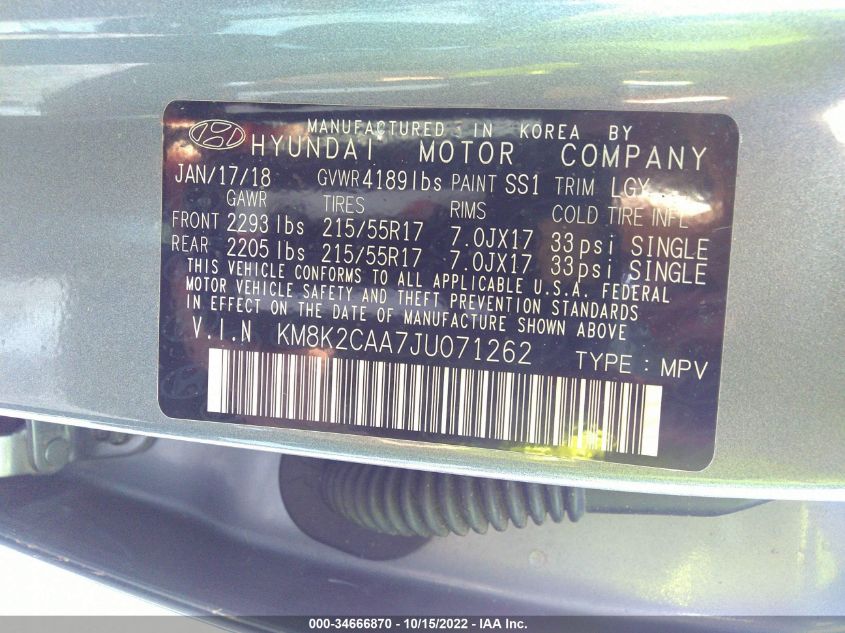 MANUFACTURED IN KOREA BY
HYUNDAI MOTOR COMPANY
JAN/17/18 GVWR 4189lbs PAINT SS1 TRIM LGY
GAWR TIRES RIMS COLD TIRE INFL
FRONT 2293 lbs 215/55R17 7.0JX17 33psi SINGLE
REAR 2205 lbs 215/55R17 7.0JX17 33psi SINGLE
THIS VEHICLE CONFORMS TO ALL APPLICABLE U.S.A. FEDERAL
MOTOR VEHICLE SAFETY AND THEFT PREVENTION STANDARDS
IN EFFECT ON THE DATE OF MANUFACTURE SHOWN ABOVE
V.I.N KM8K2CAA7JU071262 TYPE : MPV
000-34666870 - 10/15/2022 - IAA Inc.